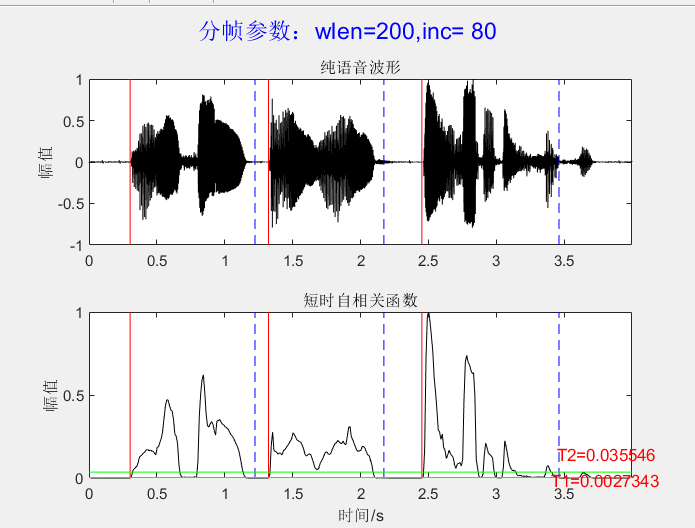 分帧参数：wlen=200,inc= 80
纯语音波形
幅值
1
0.5
0
-0.5
-1
0 0.5 1 1.5 2 2.5 3 3.5
短时自相关函数
幅值
1
0.5
0
T2=0.035546
T1=0.0027343
0 0.5 1 1.5 2 2.5 3 3.5
时间/s